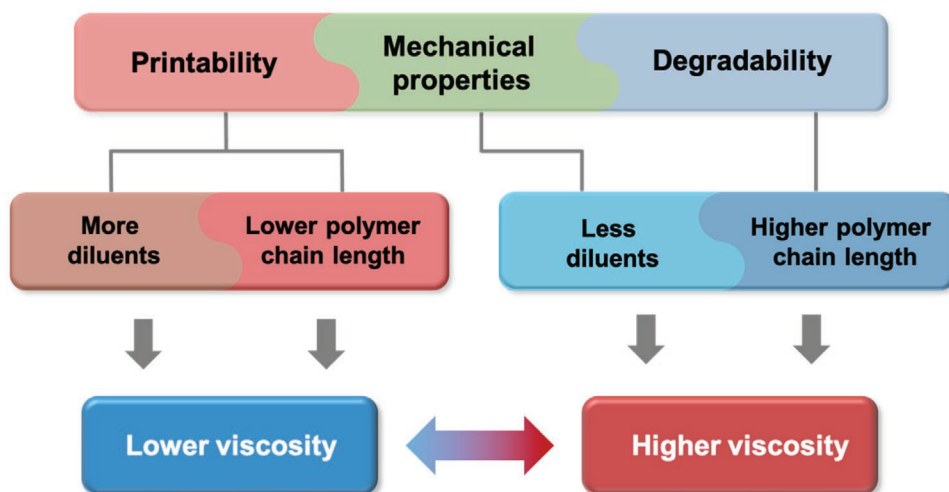 Printability
Mechanical
properties
Degradability
More
diluents
Lower polymer
chain length
Less
diluents
Higher polymer
chain length
Lower viscosity
Higher viscosity